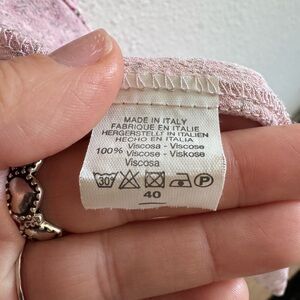 MADE IN ITALY
FABRIQUE EN ITALIE
HERGERSTELLT IN ITALIEN
HECHO EN ITALIA
100% Viscosa - Viscose
Viscose - Viskose
Viscosa
30° P
40